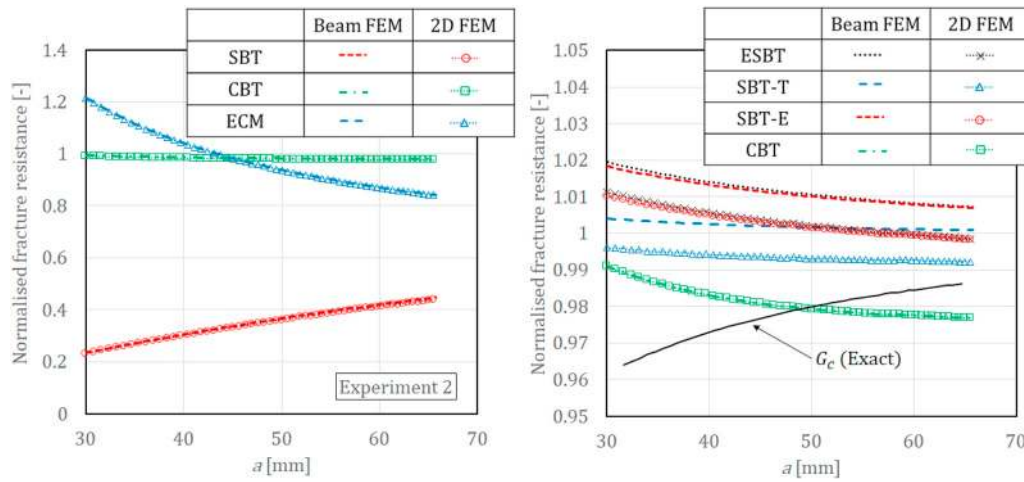 Beam FEM 2D FEM
SBT
CBT
ECM
1.4
1.2
1
0.8
0.6
0.4
0.2
0
30 40 50 60 70
Normalised fracture resistance [-]
a [mm]
Experiment 2
Beam FEM 2D FEM
ESBT
SBT-T
SBT-E
CBT
1.05
1.04
1.03
1.02
1.01
1
0.99
0.98
0.97
0.96
0.95
30 40 50 60 70
Normalised fracture resistance [-]
a [mm]
G_c (Exact)